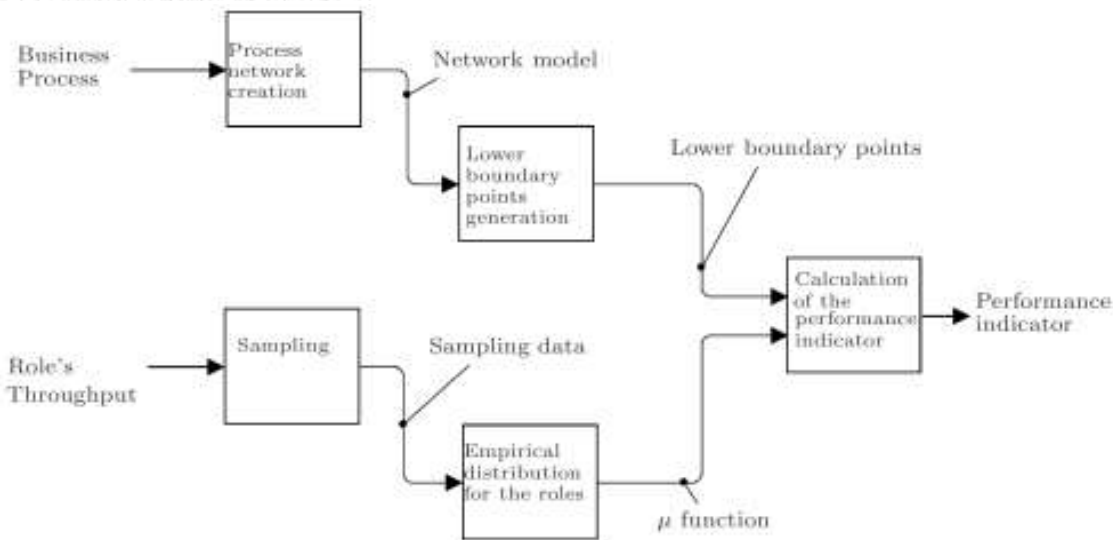 Business
Process
Process
network
creation
Network model
Lower
boundary
points
generation
Lower boundary points
Role's
Throughput
Sampling
Sampling data
Empirical
distribution
for the roles
μ function
Calculation
of the
performance
indicator
Performance
indicator